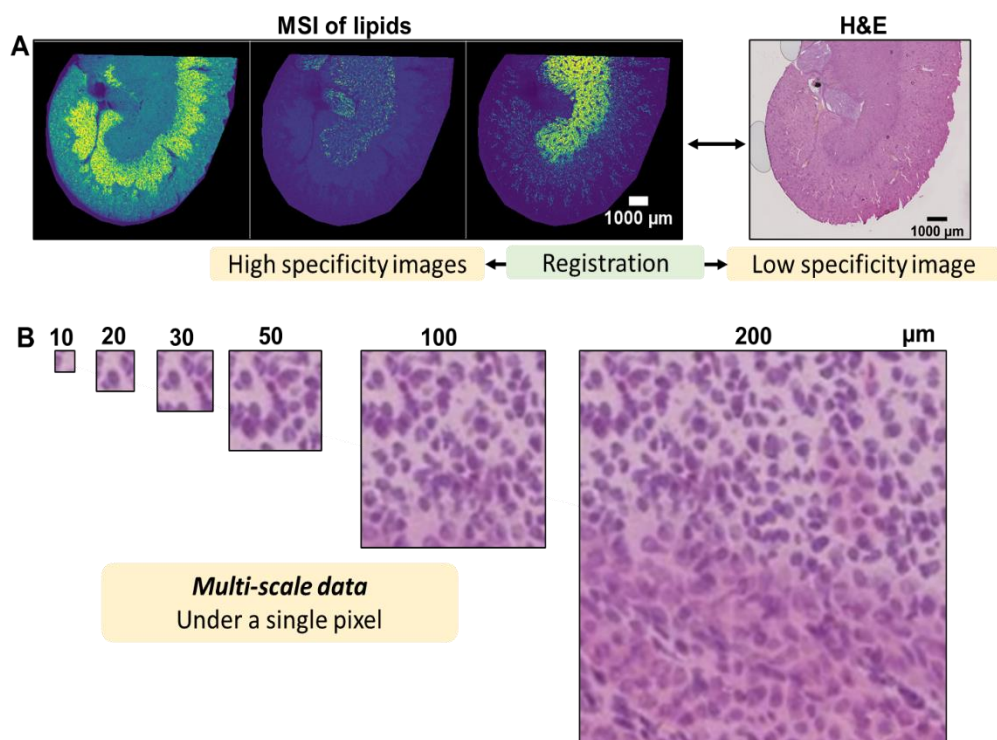 MSI of lipids
H&E
A
1000 µm
1000 µm
High specificity images
Registration
Low specificity image
B
10 20 30 50 100 200 µm
Multi-scale data
Under a single pixel